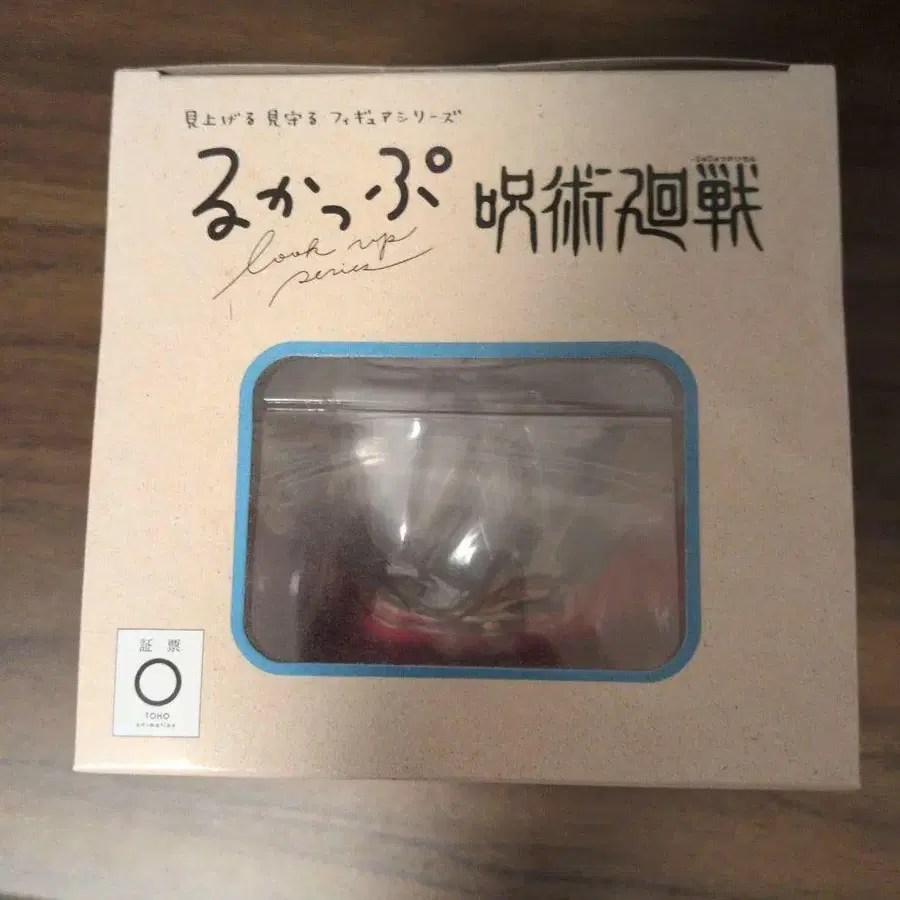 見上げる 見守る フィギュアシリーズ
るかっぷ
look up
series
呪術廻戦
証票
TOHO
animation